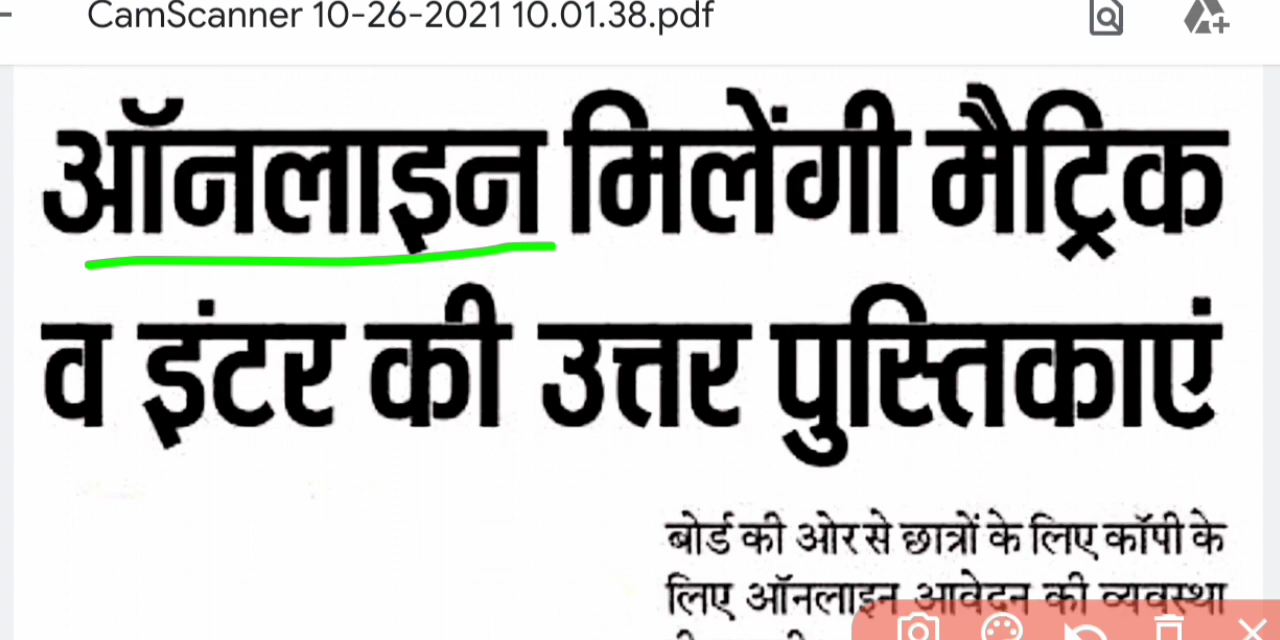 CamScanner 10-26-2021 10.01.38.pdf
ऑनलाइन मिलेंगी मैट्रिक
व इंटर की उत्तर पुस्तिकाएं
बोर्ड की ओर से छात्रों के लिए कॉपी के
लिए ऑनलाइन आवेदन की व्यवस्था